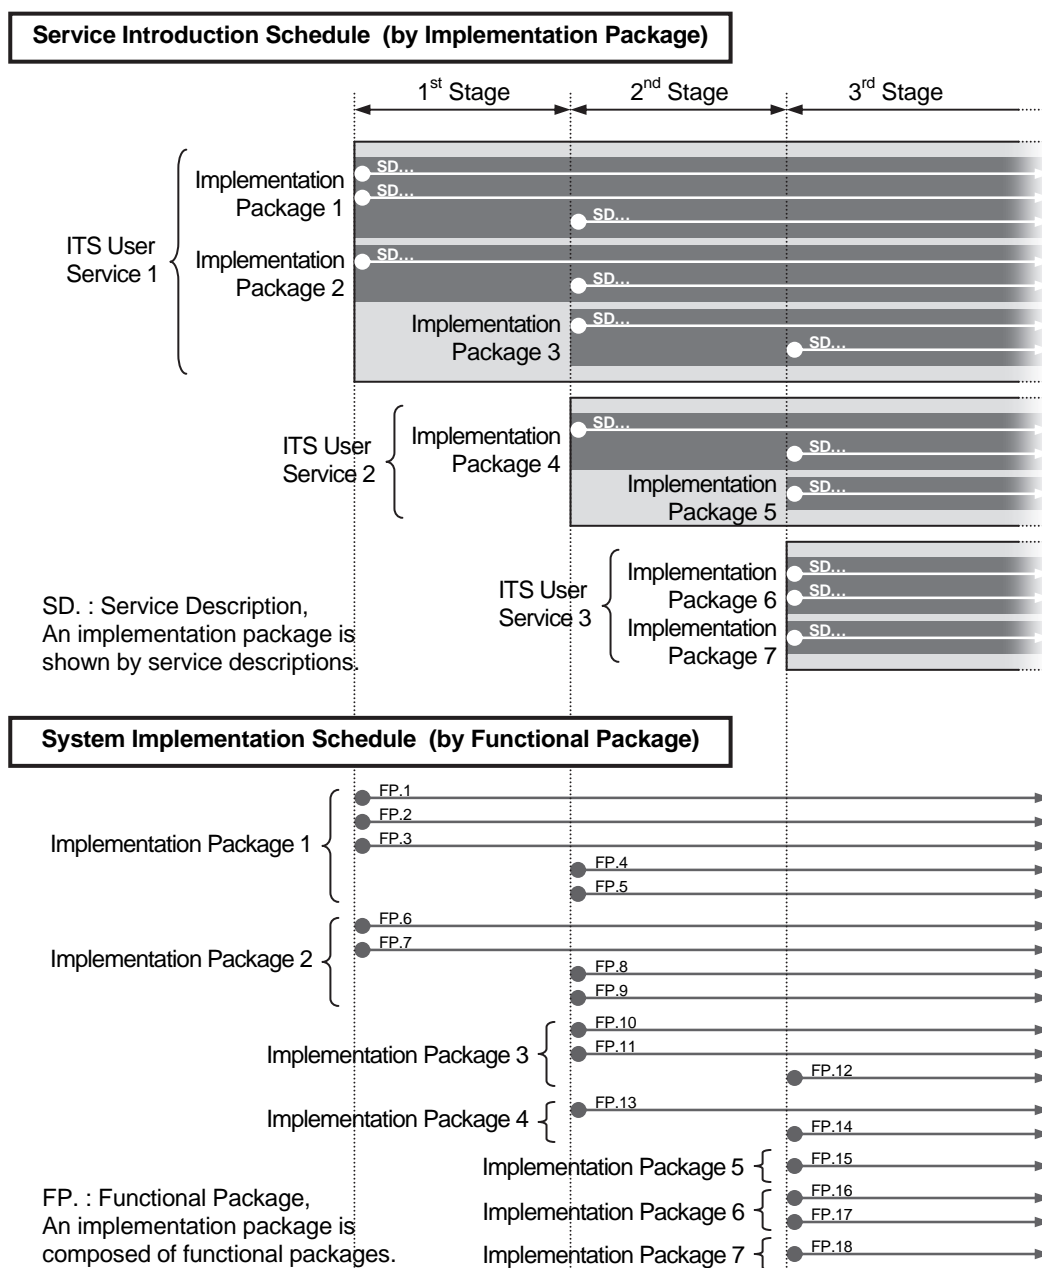 Service Introduction Schedule (by Implementation Package)
1st Stage
2nd Stage
3rd Stage
ITS User
Service 1
Implementation
Package 1
SD…
SD…
SD…
Implementation
Package 2
SD…
SD…
Implementation
Package 3
SD…
SD…
ITS User
Service 2
Implementation
Package 4
SD…
SD…
Implementation
Package 5
SD…
ITS User
Service 3
Implementation
Package 6
SD…
SD…
Implementation
Package 7
SD…
SD. : Service Description,
An implementation package is
shown by service descriptions.
System Implementation Schedule (by Functional Package)
Implementation Package 1
FP.1
FP.2
FP.3
FP.4
FP.5
Implementation Package 2
FP.6
FP.7
FP.8
FP.9
Implementation Package 3
FP.10
FP.11
FP.12
Implementation Package 4
FP.13
FP.14
Implementation Package 5
FP.15
Implementation Package 6
FP.16
FP.17
Implementation Package 7
FP.18
FP. : Functional Package,
An implementation package is
composed of functional packages.